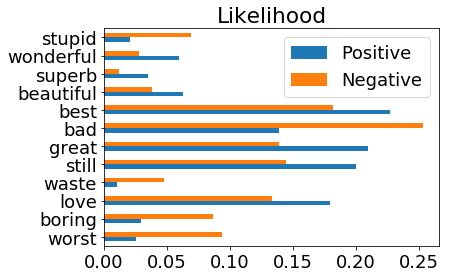 Likelihood
Positive
Negative
stupid
wonderful
superb
beautiful
best
bad
great
still
waste
love
boring
worst
0.00 0.05 0.10 0.15 0.20 0.25